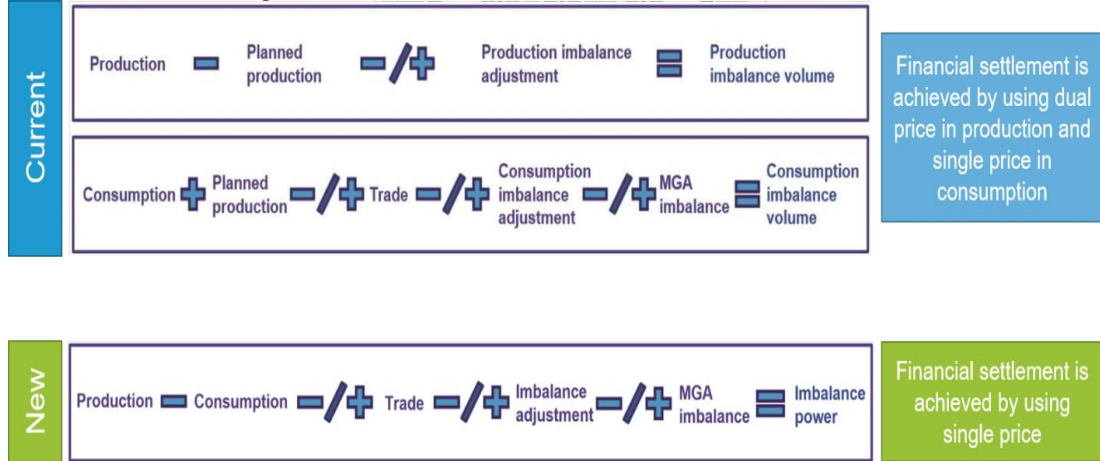 Current
Production − Planned production −/+ Production imbalance adjustment = Production imbalance volume
Consumption + Planned production −/+ Trade −/+ Consumption imbalance adjustment −/+ MGA imbalance = Consumption imbalance volume
Financial settlement is
achieved by using dual
price in production and
single price in
consumption
New
Production − Consumption −/+ Trade −/+ Imbalance adjustment −/+ MGA imbalance = Imbalance power
Financial settlement is
achieved by using
single price